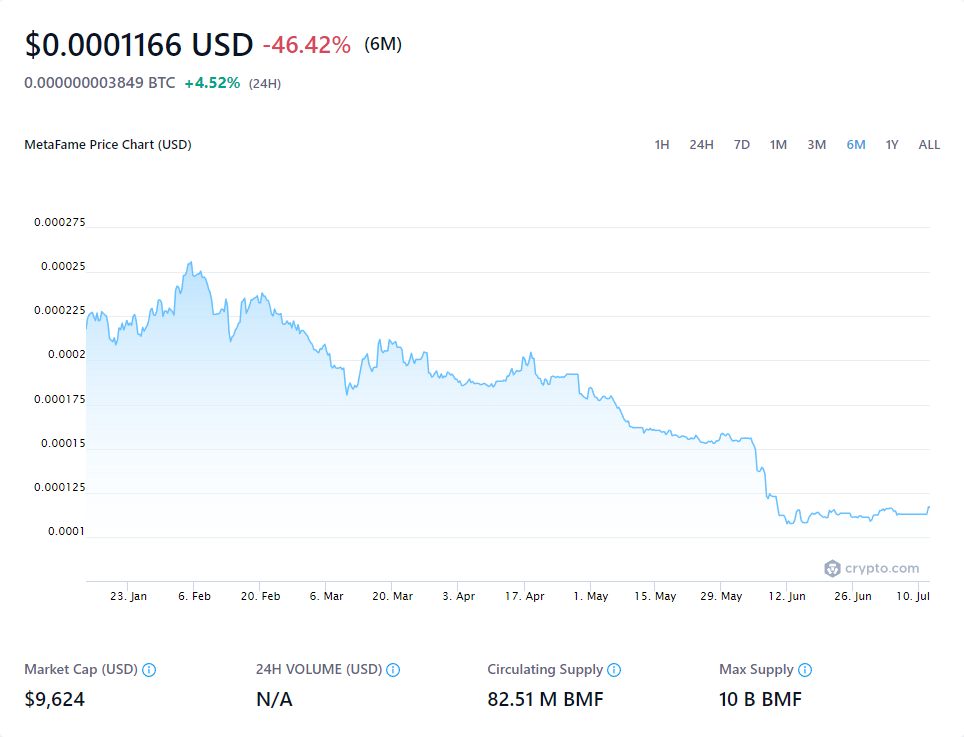 $0.0001166 USD -46.42% (6M)
0.000000003849 BTC +4.52% (24H)
MetaFame Price Chart (USD) 1H 24H 7D 1M 3M 6M 1Y ALL
0.000275
0.00025
0.000225
0.0002
0.000175
0.00015
0.000125
0.0001
crypto.com
23. Jan 6. Feb 20. Feb 6. Mar 20. Mar 3. Apr 17. Apr 1. May 15. May 29. May 12. Jun 26. Jun 10. Jul
Market Cap (USD) 24H VOLUME (USD) Circulating Supply Max Supply
$9,624 N/A 82.51 M BMF 10 B BMF